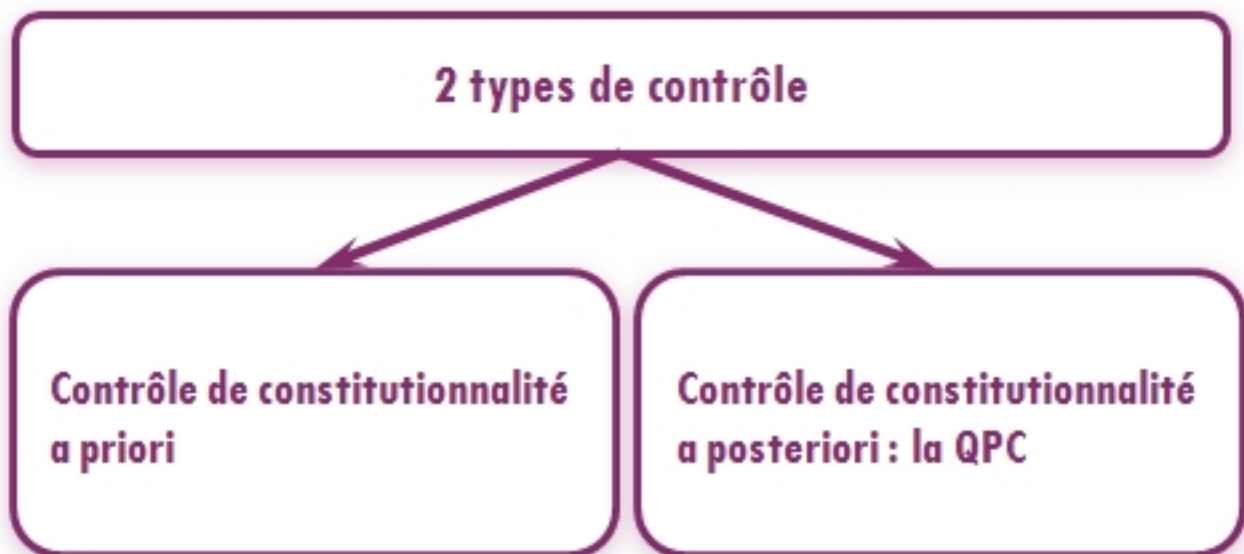 2 types de contrôle
Contrôle de constitutionnalité
a priori
Contrôle de constitutionnalité
a posteriori : la QPC